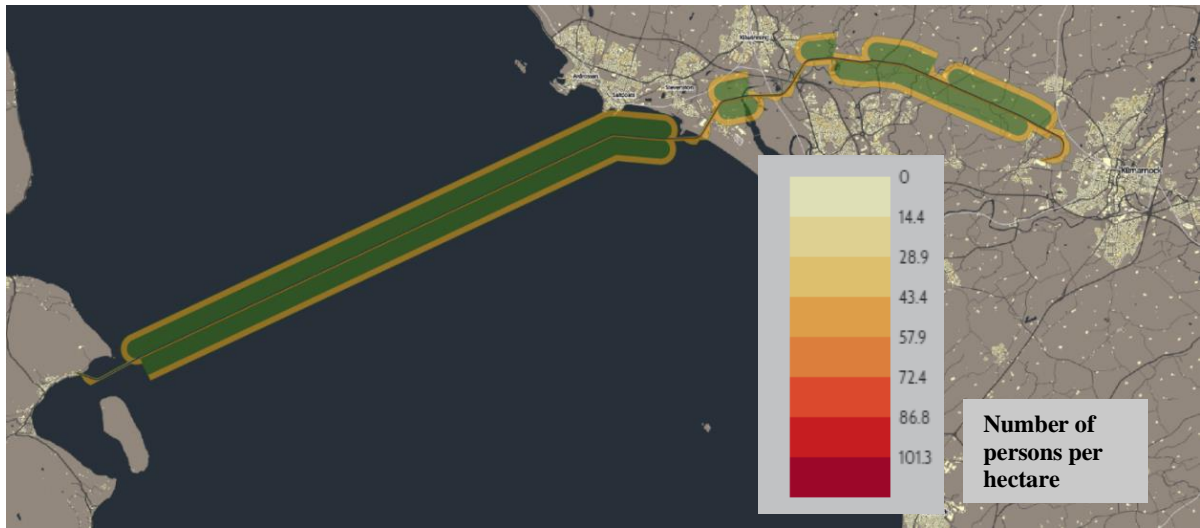 Kilwinning
Ardrossan
Stevenston
Saltcoats
Kilmarnock
0
14.4
28.9
43.4
57.9
72.4
86.8
101.3
Number of
persons per
hectare